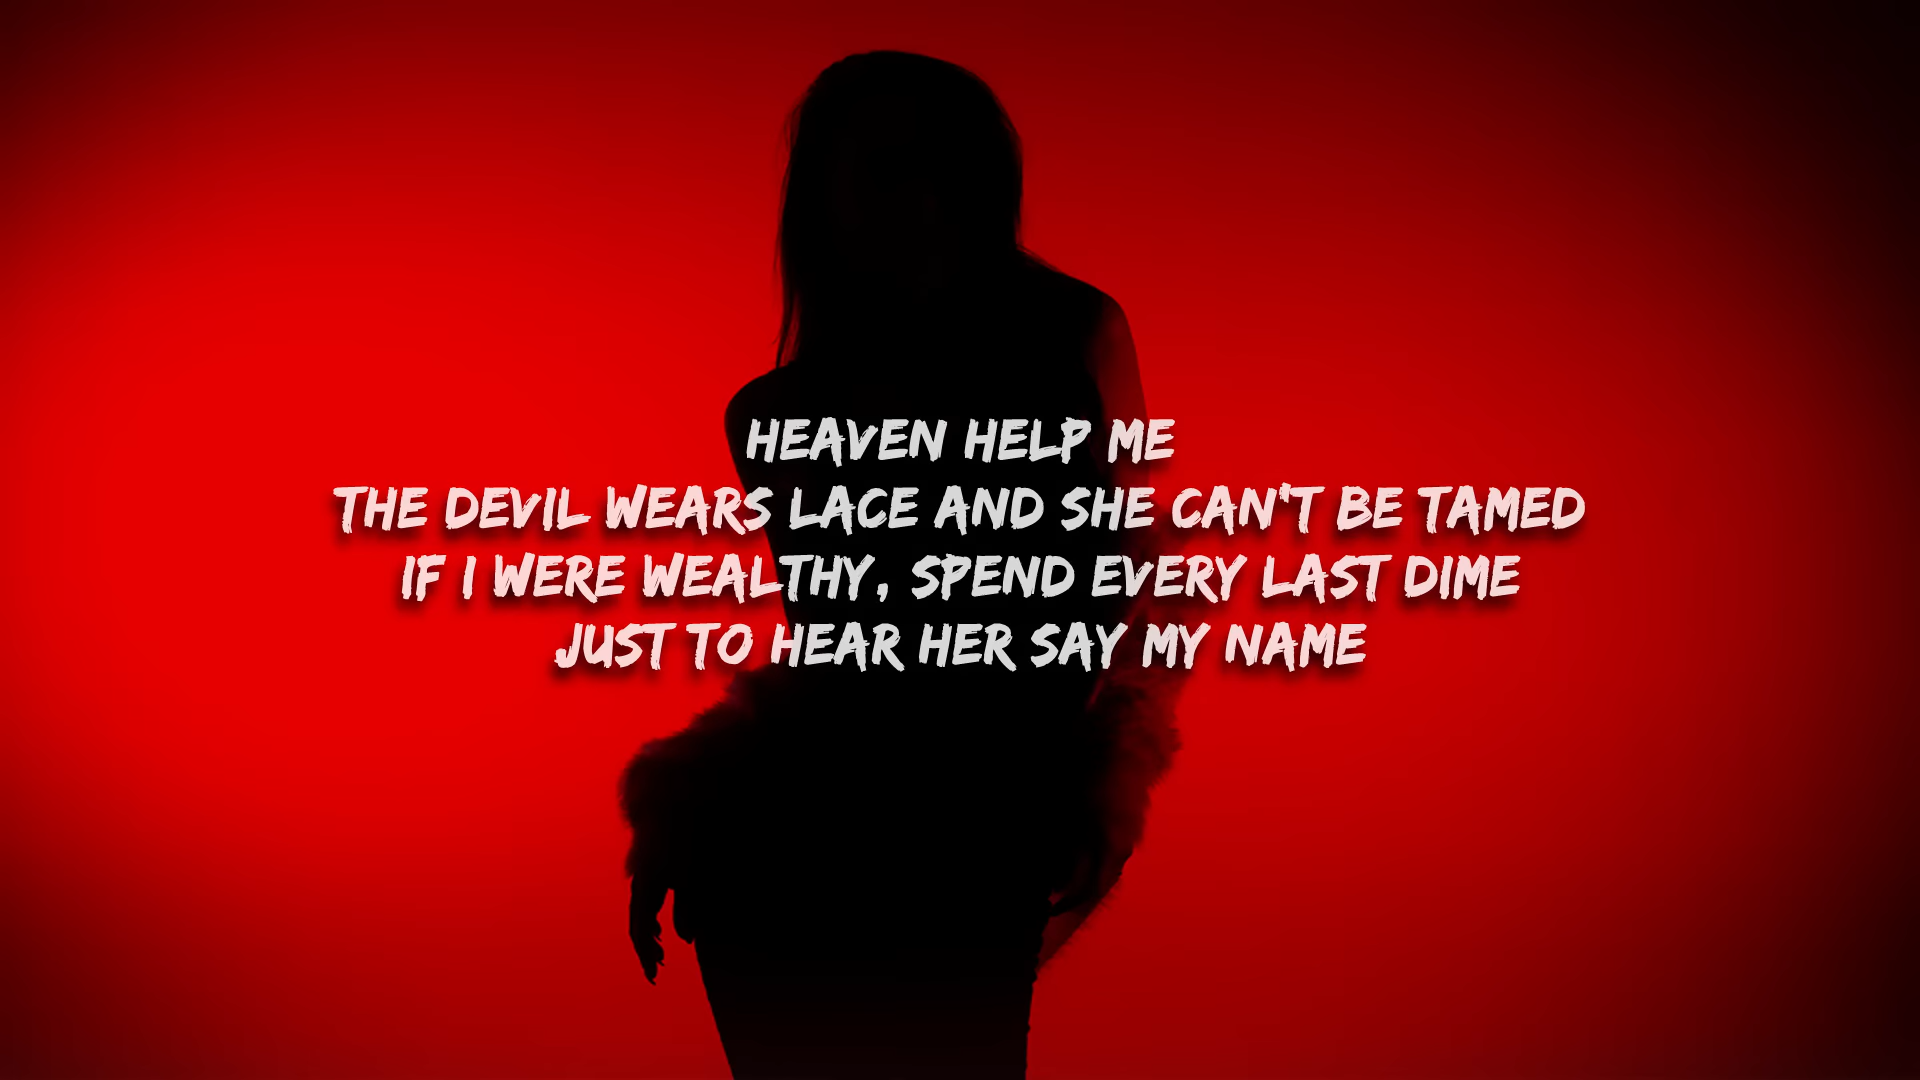 HEAVEN HELP ME
THE DEVIL WEARS LACE AND SHE CAN'T BE TAMED
IF I WERE WEALTHY, SPEND EVERY LAST DIME
JUST TO HEAR HER SAY MY NAME